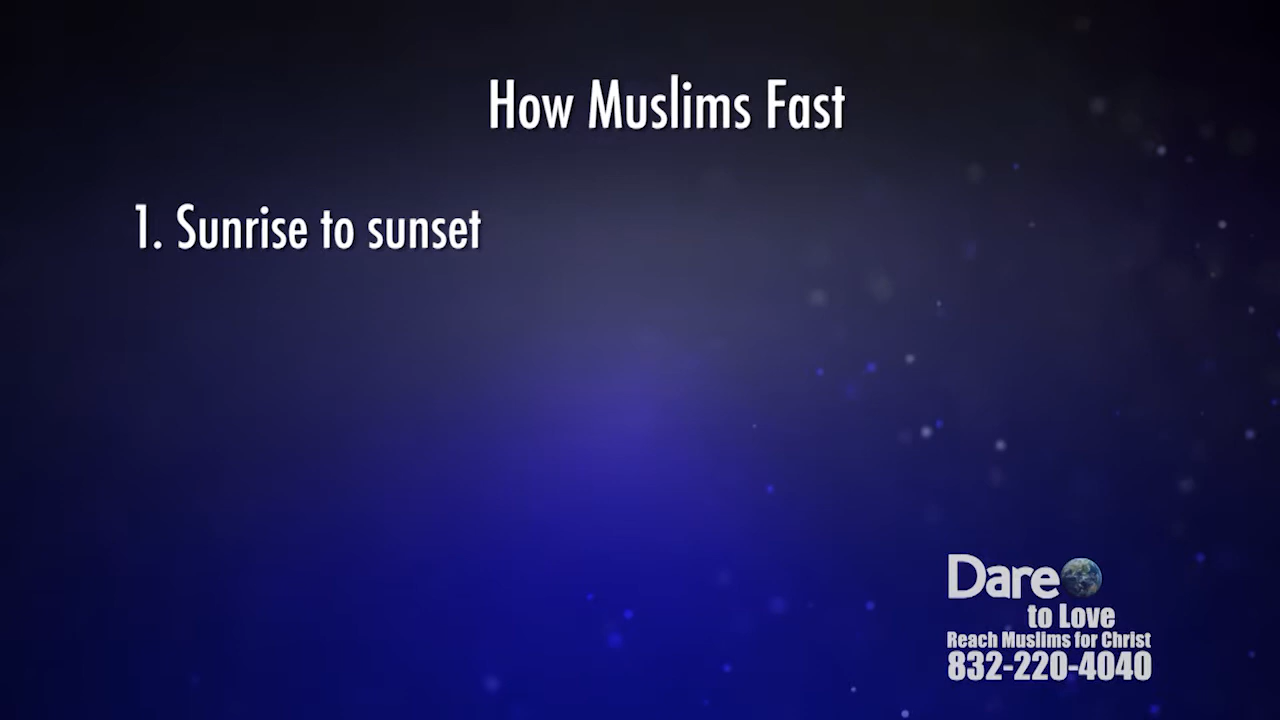 How Muslims Fast
1. Sunrise to sunset
Dare
to Love
Reach Muslims for Christ
832-220-4040